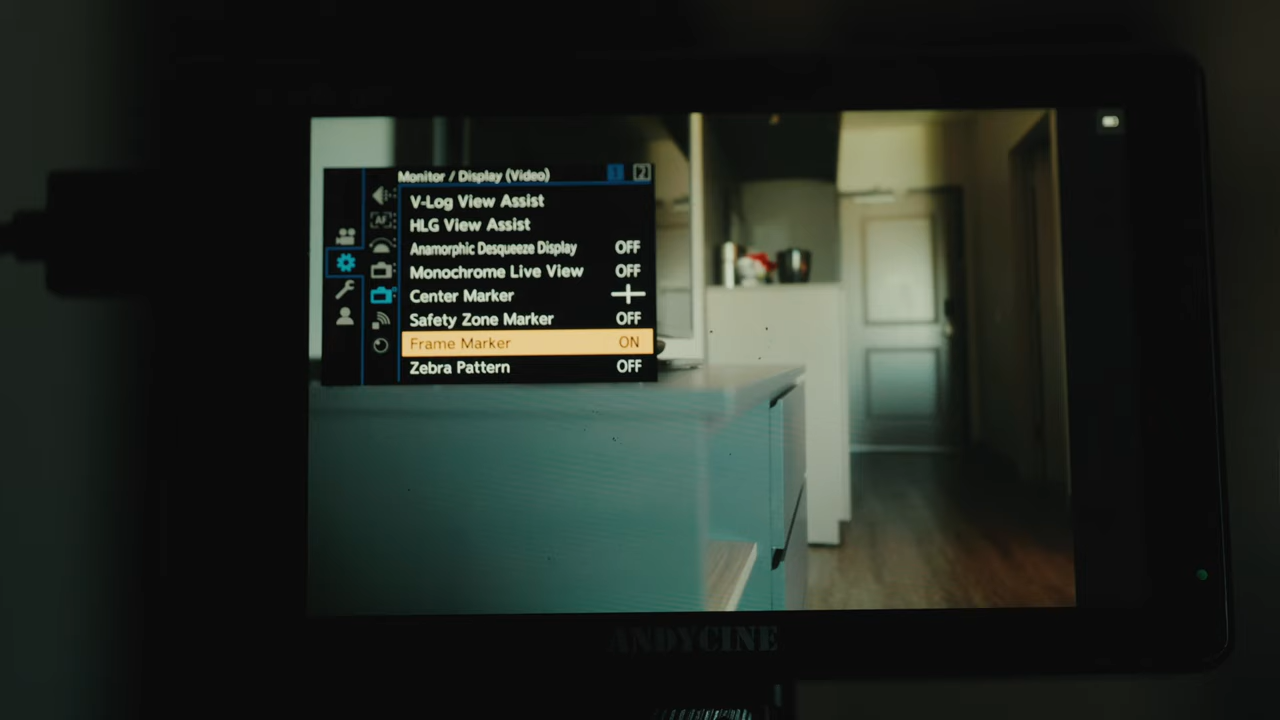 Monitor / Display (Video) 1 2
V-Log View Assist
HLG View Assist
Anamorphic Desqueeze Display OFF
Monochrome Live View OFF
Center Marker
Safety Zone Marker OFF
Frame Marker ON
Zebra Pattern OFF
AF
ANDYCINE